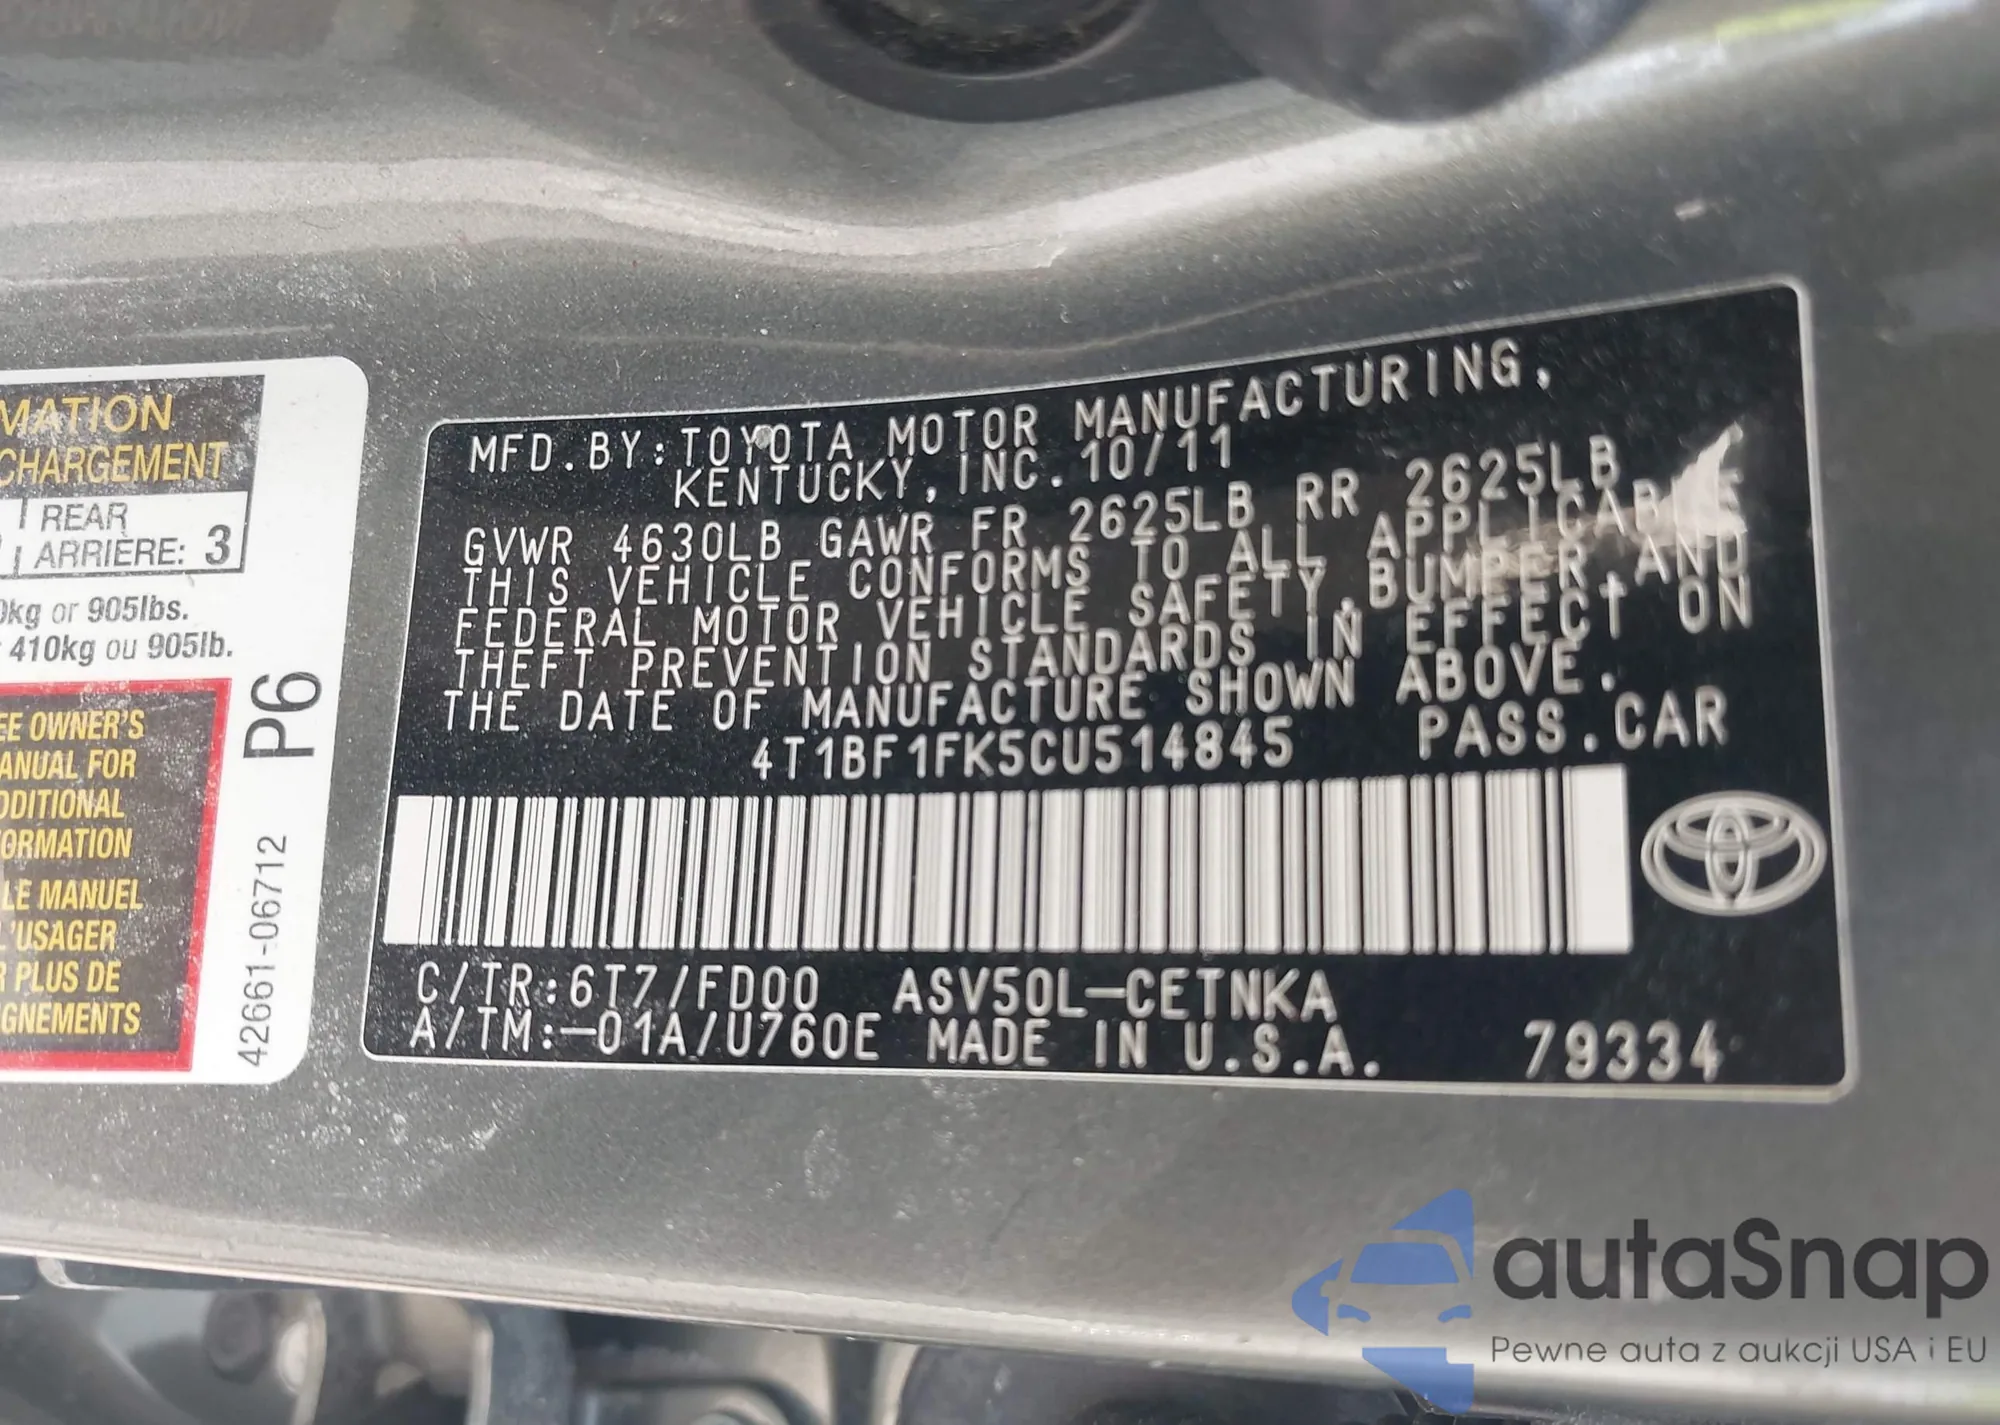 MATION
CHARGEMENT
REAR
ARRIÈRE: 3
0kg or 905lbs.
410kg ou 905lb.
EE OWNER'S
ANUAL FOR
DDITIONAL
ORMATION
LE MANUEL
L'USAGER
R PLUS DE
GNEMENTS
P6
42661-06712
MFD.BY:TOYOTA MOTOR MANUFACTURING,
KENTUCKY, INC. 10/11
GVWR 4630LB GAWR FR 2625LB RR 2625LB
THIS VEHICLE CONFORMS TO ALL APPLICABLE
FEDERAL MOTOR VEHICLE SAFETY,BUMPER,AND
THEFT PREVENTION STANDARDS IN EFFECT ON
THE DATE OF MANUFACTURE SHOWN ABOVE.
4T1BF1FK5CU514845 PASS.CAR
C/TR:6T7/FD00 ASV50L-CETNKA
A/TM:-01A/U760E MADE IN U.S.A. 79334
autaSnap
Pewne auta z aukcji USA i EU